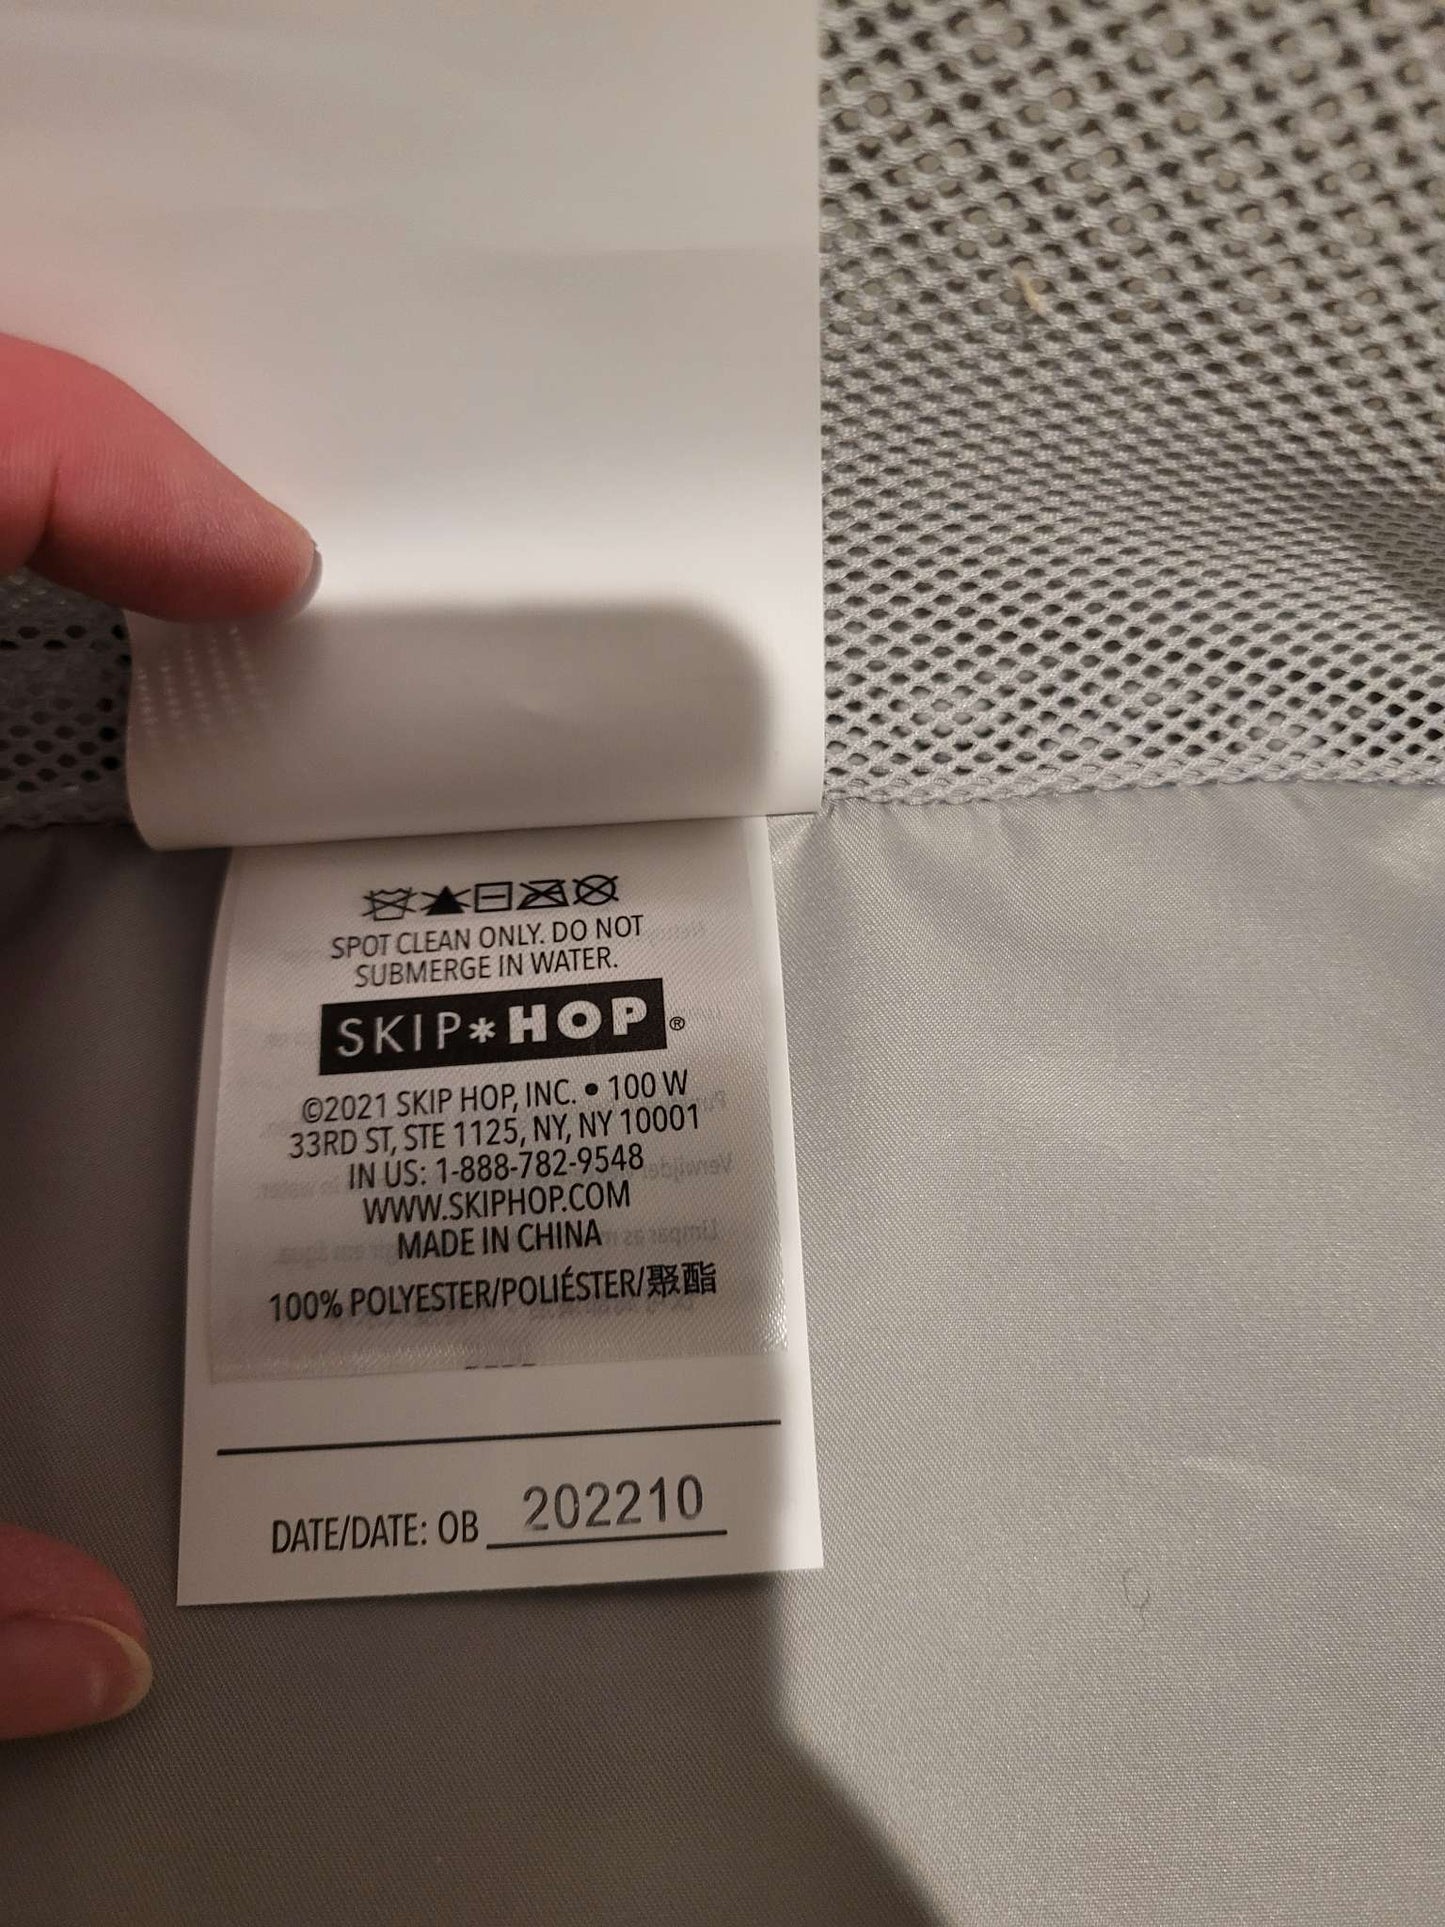 SPOT CLEAN ONLY. DO NOT
SUBMERGE IN WATER.
SKIP*HOP®
©2021 SKIP HOP, INC. • 100 W
33RD ST, STE 1125, NY, NY 10001
IN US: 1-888-782-9548
WWW.SKIPHOP.COM
MADE IN CHINA
100% POLYESTER/POLIÉSTER/聚酯
DATE/DATE: OB 202210